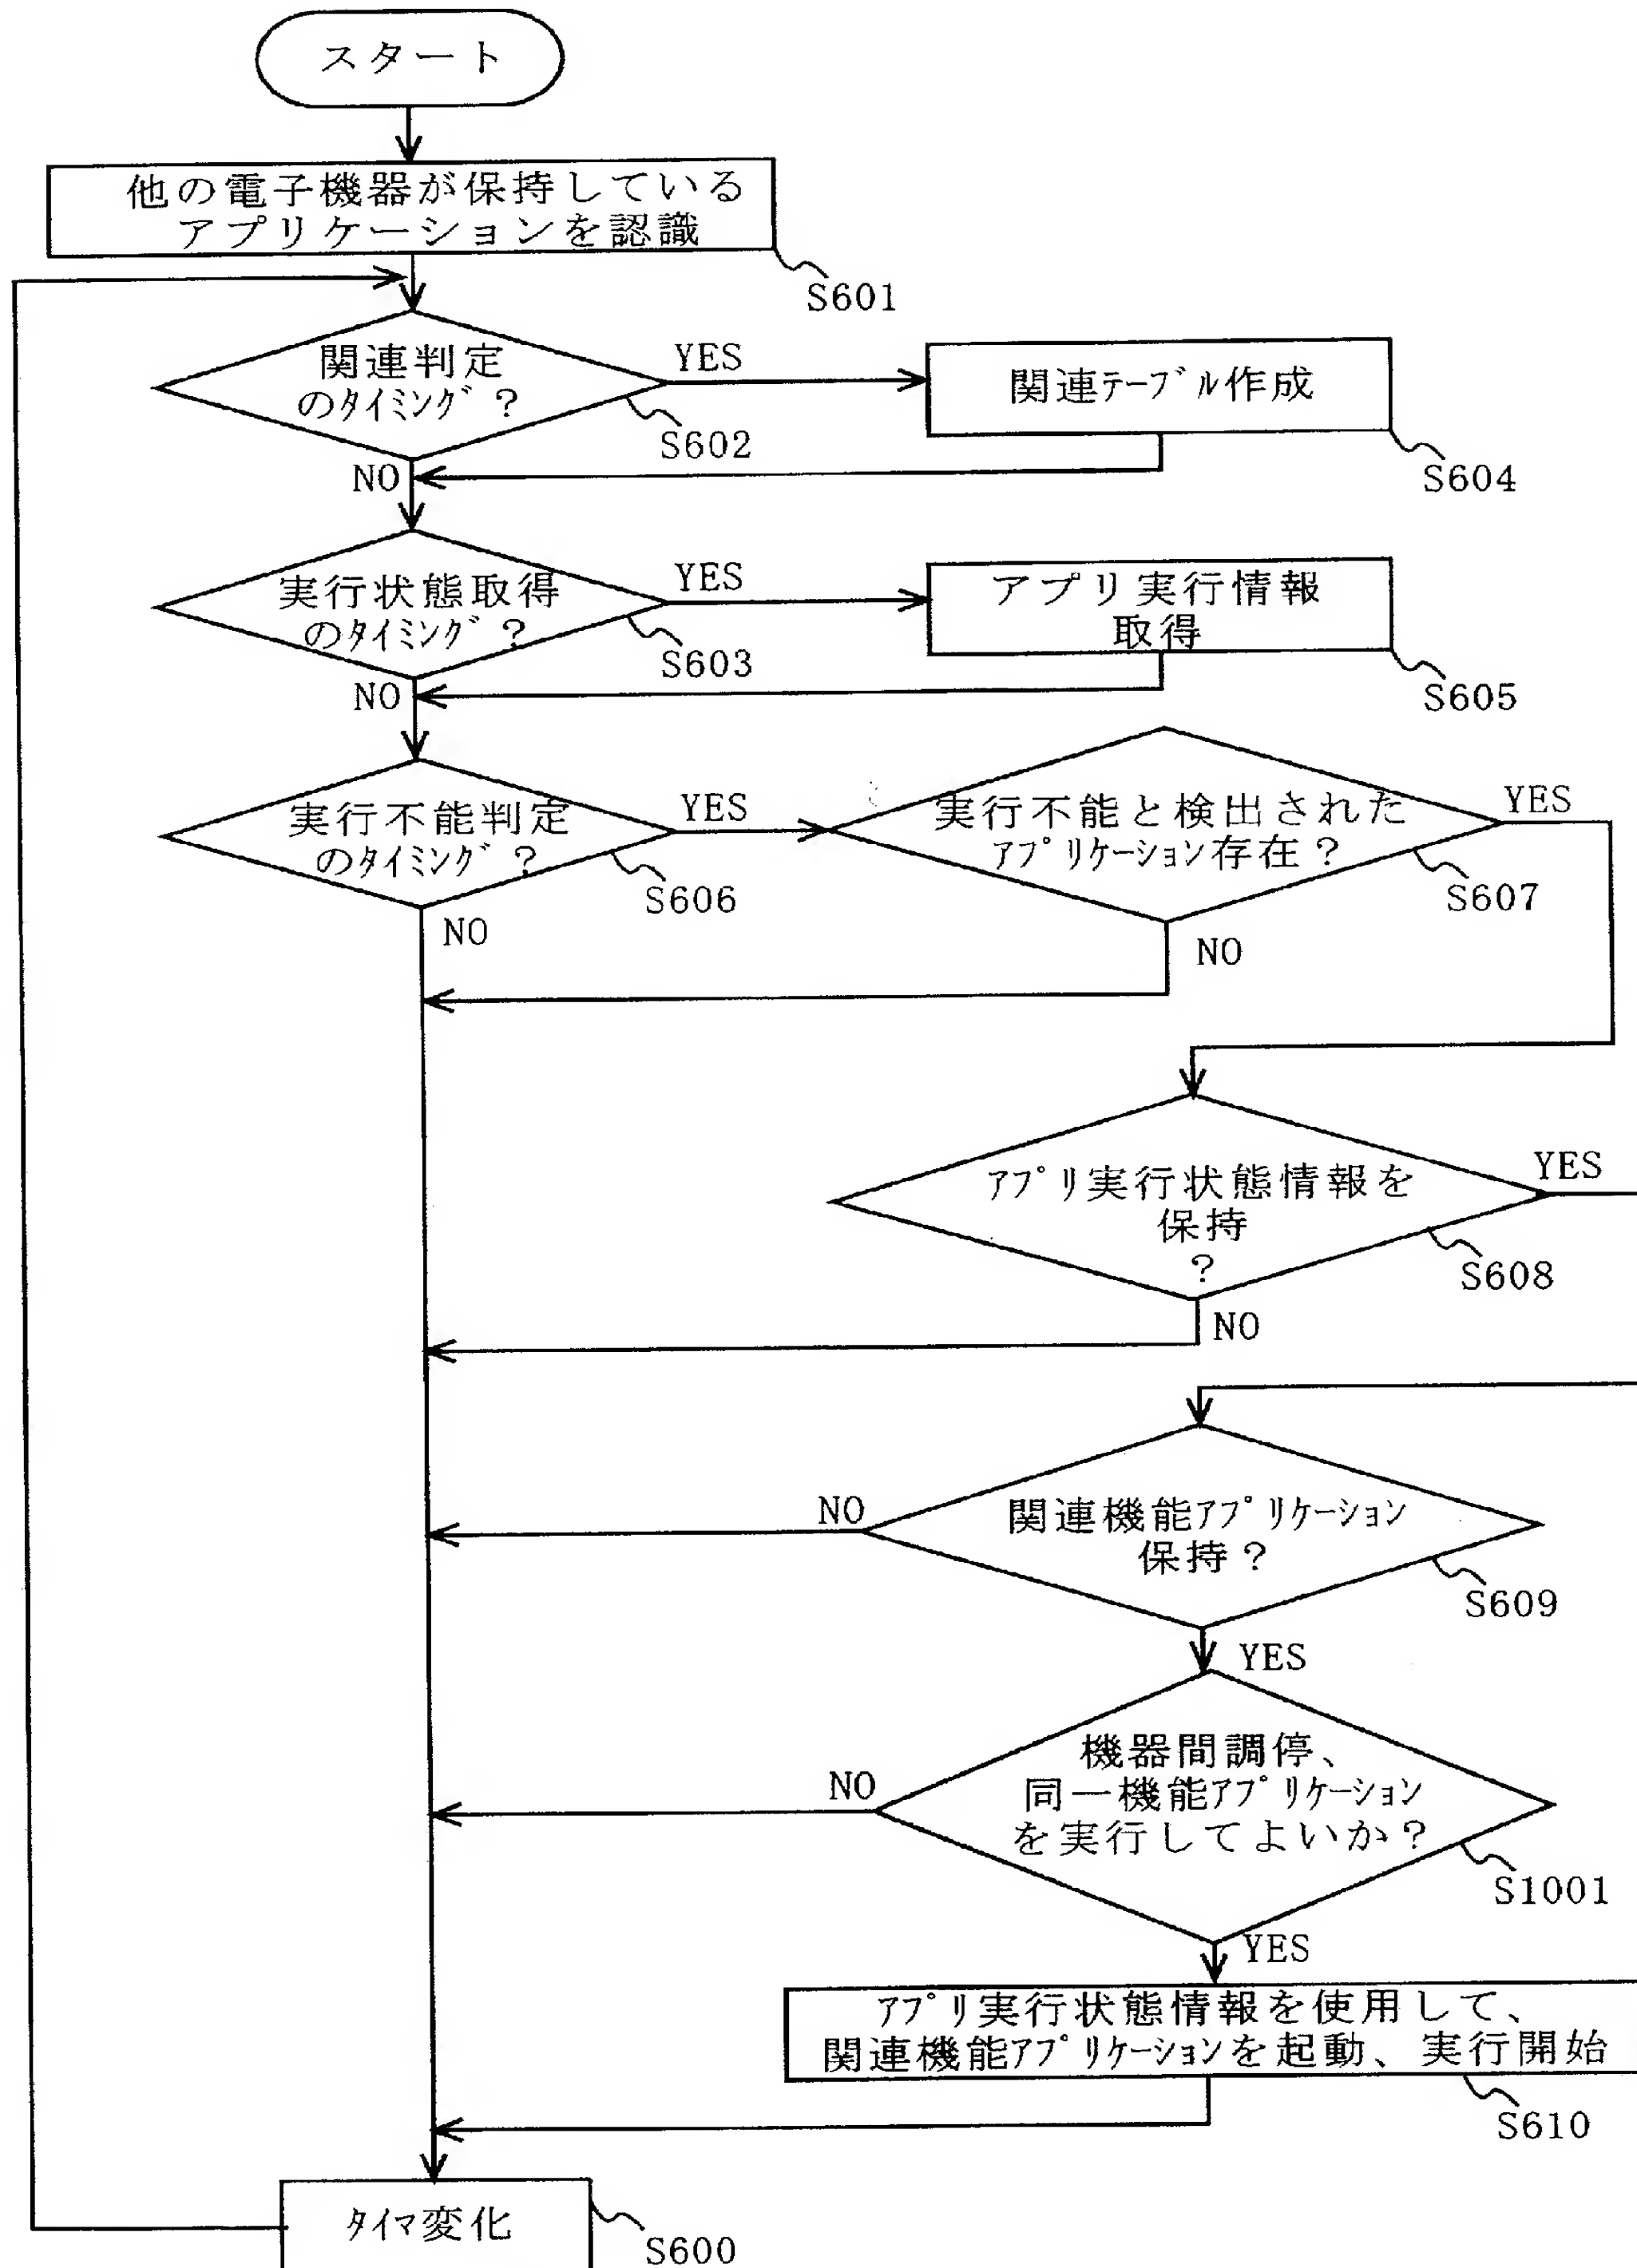 スタート
他の電子機器が保持している
アプリケーションを認識
S601
関連判定
のタイミング?
YES
S602
NO
関連テーブル作成
S604
実行状態取得
のタイミング?
YES
S603
NO
アプリ実行情報
取得
S605
実行不能判定
のタイミング?
YES
S606
NO
実行不能と検出された
アプリケーション存在?
YES
S607
NO
アプリ実行状態情報を
保持
?
YES
S608
NO
関連機能アプリケーション
保持?
NO
S609
YES
機器間調停、
同一機能アプリケーション
を実行してよいか?
NO
S1001
YES
アプリ実行状態情報を使用して、
関連機能アプリケーションを起動、実行開始
S610
タイマ変化
S600